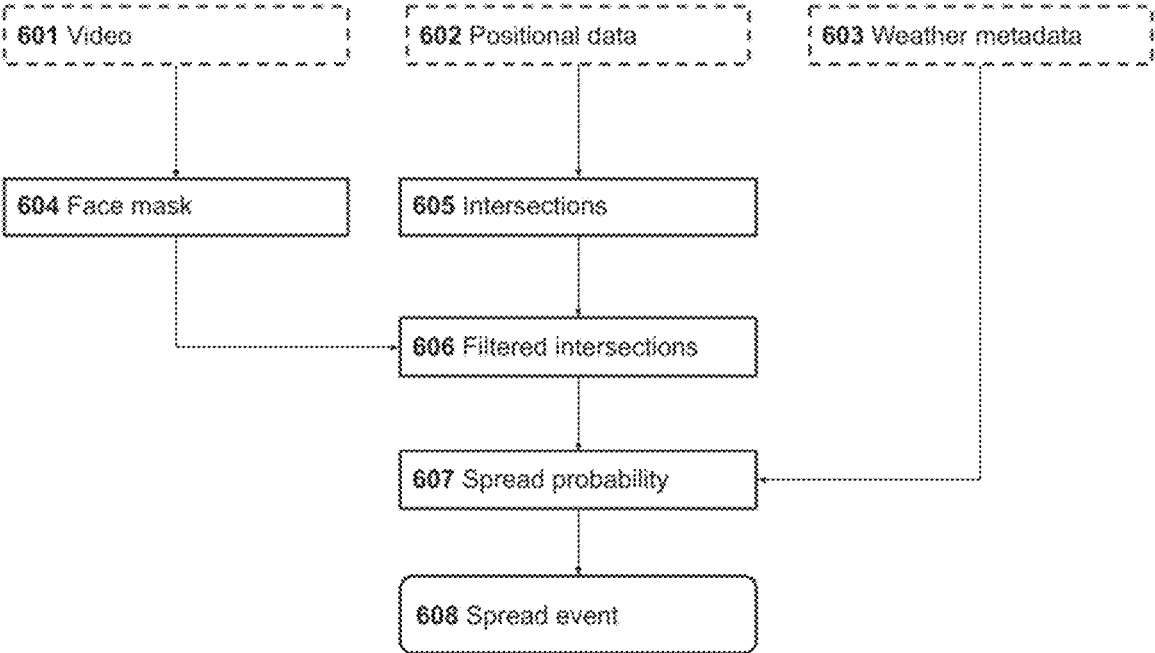 601 Video
602 Positional data
603 Weather metadata
604 Face mask
605 Intersections
606 Filtered intersections
607 Spread probability
608 Spread event